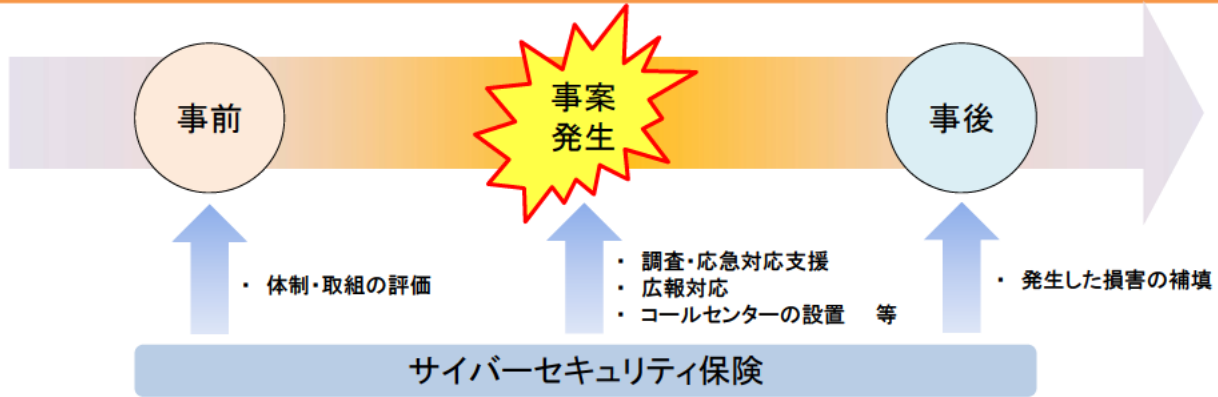 事前
事案
発生
事後
・ 体制・取組の評価
・ 調査・応急対応支援
・ 広報対応
・ コールセンターの設置 等
・ 発生した損害の補填
サイバーセキュリティ保険